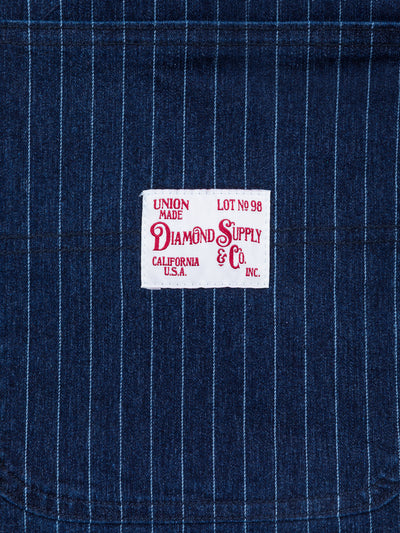 UNION MADE LOT No 98
DIAMOND SUPPLY
& Co.
CALIFORNIA U.S.A. INC.